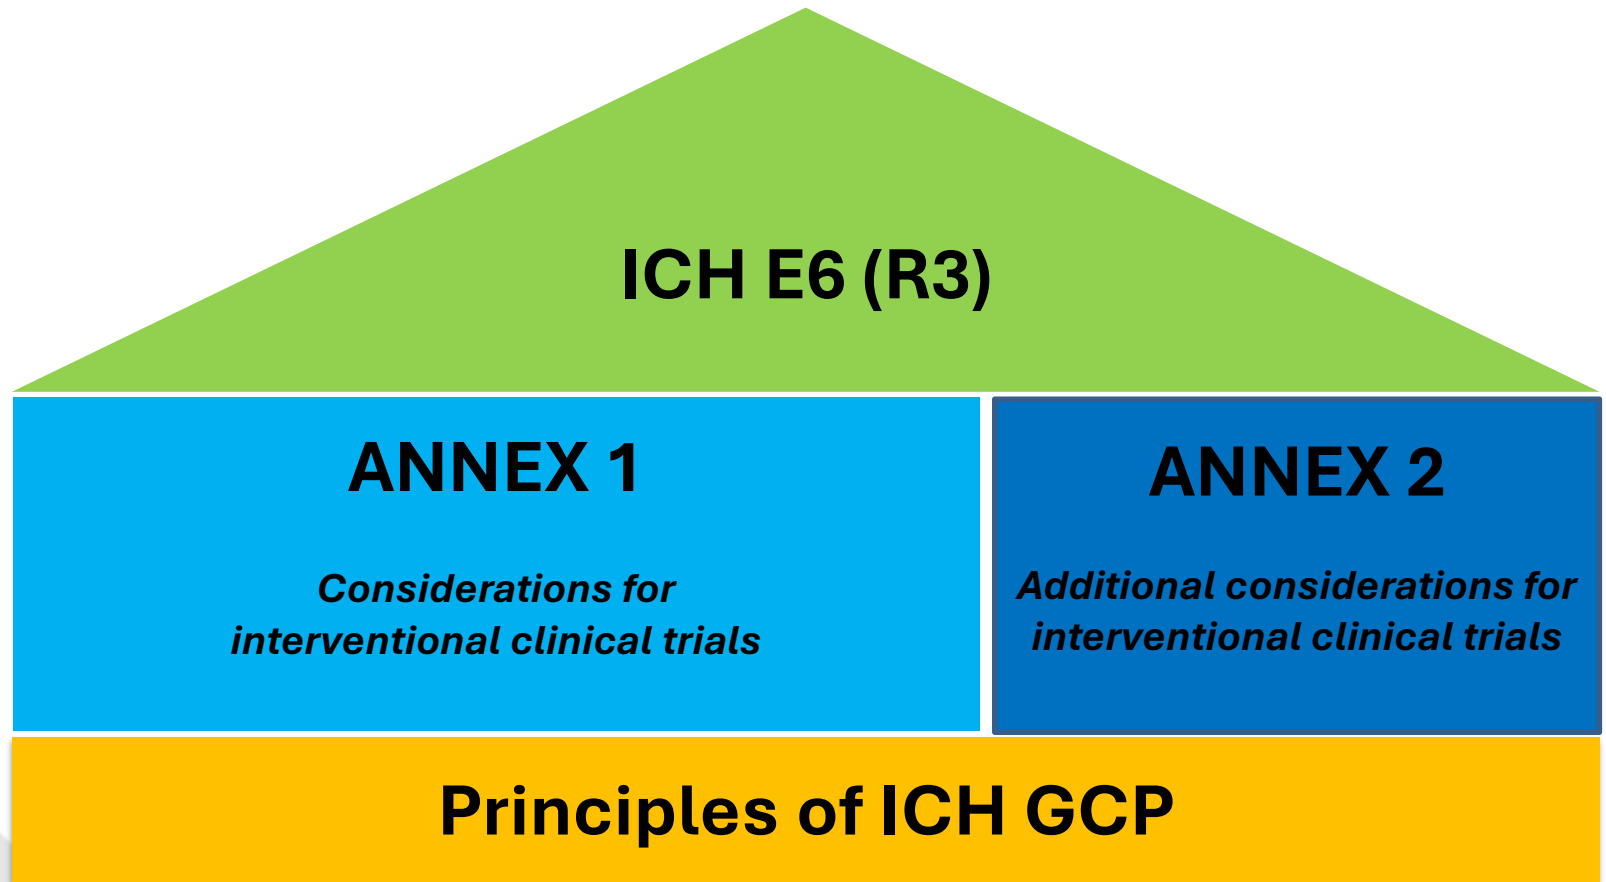 ICH E6 (R3)
ANNEX 1
Considerations for
interventional clinical trials
ANNEX 2
Additional considerations for
interventional clinical trials
Principles of ICH GCP